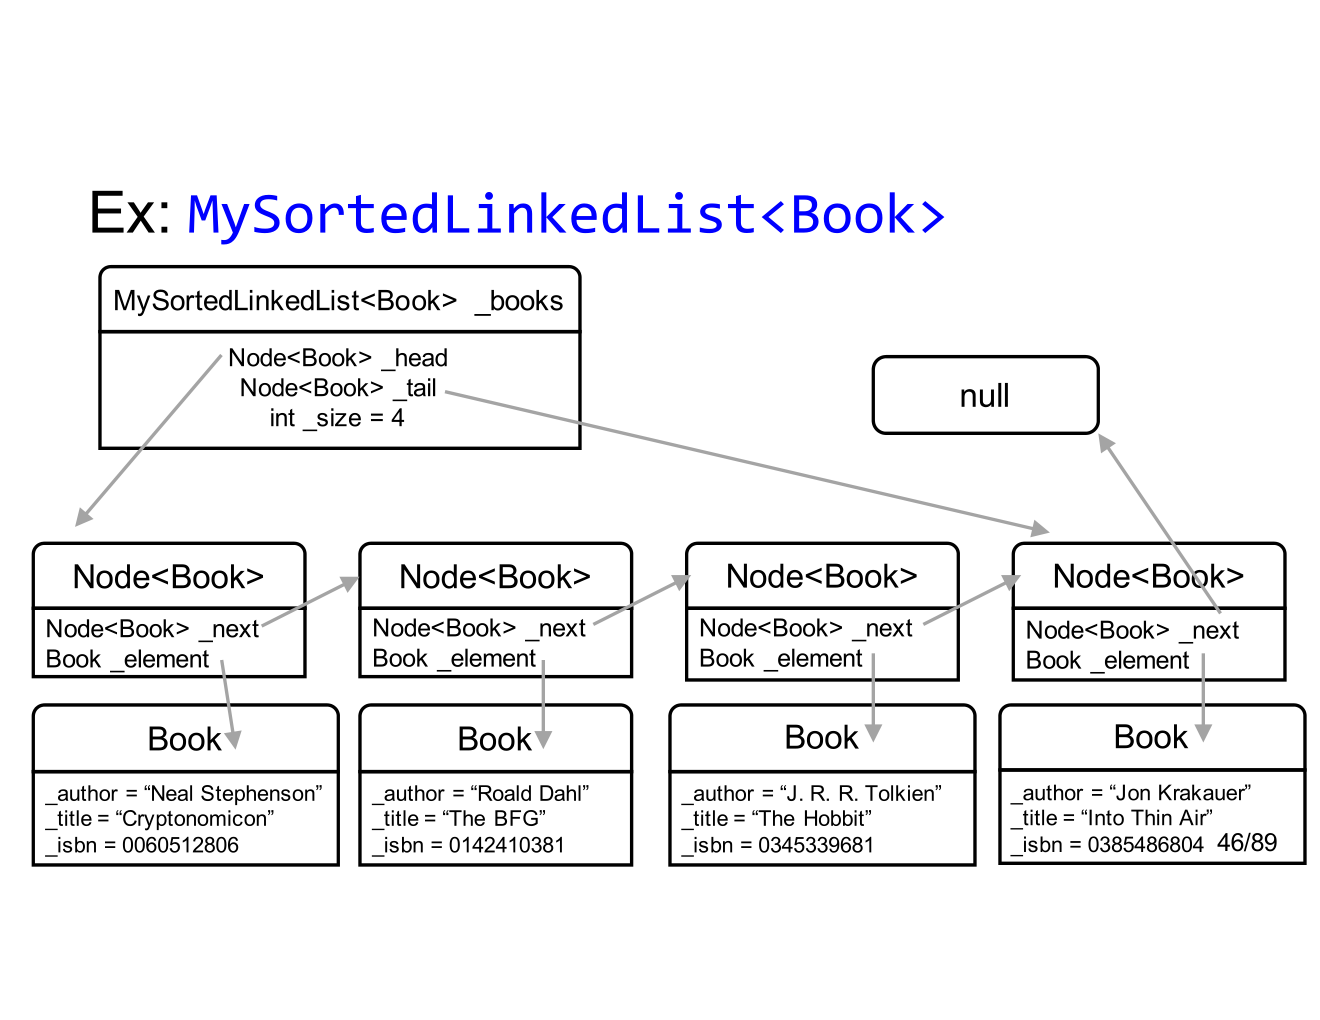 Ex: MySortedLinkedList<Book>
MySortedLinkedList<Book> _books
Node<Book> _head
Node<Book> _tail
int _size = 4
null
Node<Book>
Node<Book> _next
Book _element
Node<Book>
Node<Book> _next
Book _element
Node<Book>
Node<Book> _next
Book _element
Node<Book>
Node<Book> _next
Book _element
Book
_author = “Neal Stephenson”
_title = “Cryptonomicon”
_isbn = 0060512806
Book
_author = “Roald Dahl”
_title = “The BFG”
_isbn = 0142410381
Book
_author = “J. R. R. Tolkien”
_title = “The Hobbit”
_isbn = 0345339681
Book
_author = “Jon Krakauer”
_title = “Into Thin Air”
_isbn = 0385486804
46/89